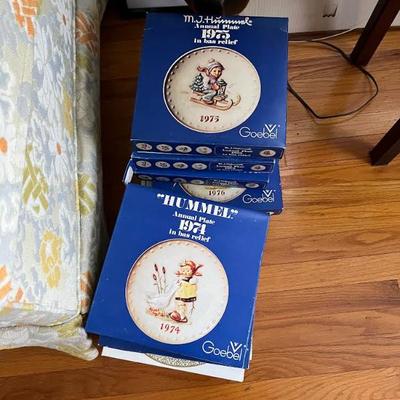 M.J. Hummel
Annual Plate
1975
in bas relief
1975
Goebel
1976
Goebel
"HUMMEL"
Annual Plate
1974
in bas relief
1974
Goebel